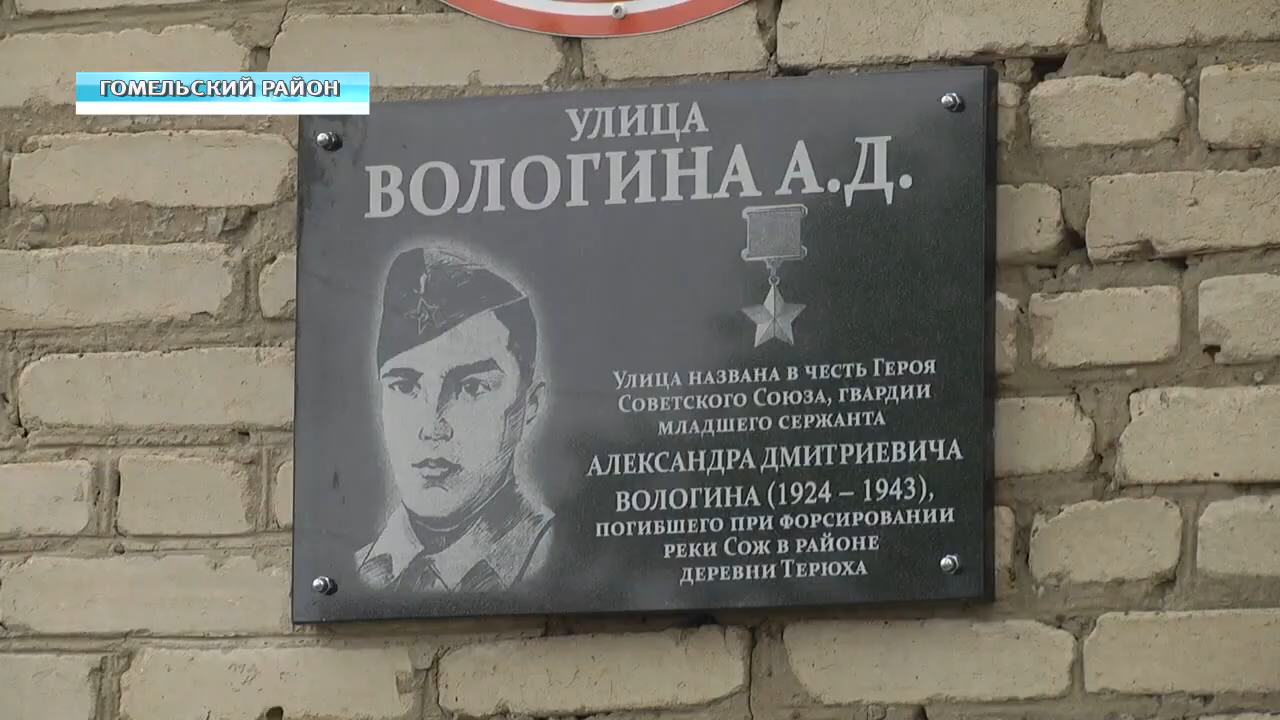 ГОМЕЛЬСКИЙ РАЙОН
УЛИЦА
ВОЛОГИНА А.Д.
УЛИЦА НАЗВАНА В ЧЕСТЬ ГЕРОЯ
СОВЕТСКОГО СОЮЗА, ГВАРДИИ
МЛАДШЕГО СЕРЖАНТА
АЛЕКСАНДРА ДМИТРИЕВИЧА
ВОЛОГИНА (1924 – 1943),
ПОГИБШЕГО ПРИ ФОРСИРОВАНИИ
РЕКИ СОЖ В РАЙОНЕ
ДЕРЕВНИ ТЕРЮХА